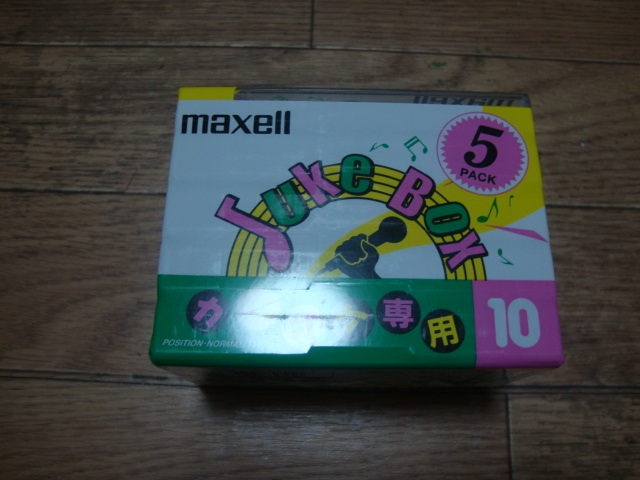 maxell
5
PACK
Juke Box
カ 専用
10
POSITION·NORMAL